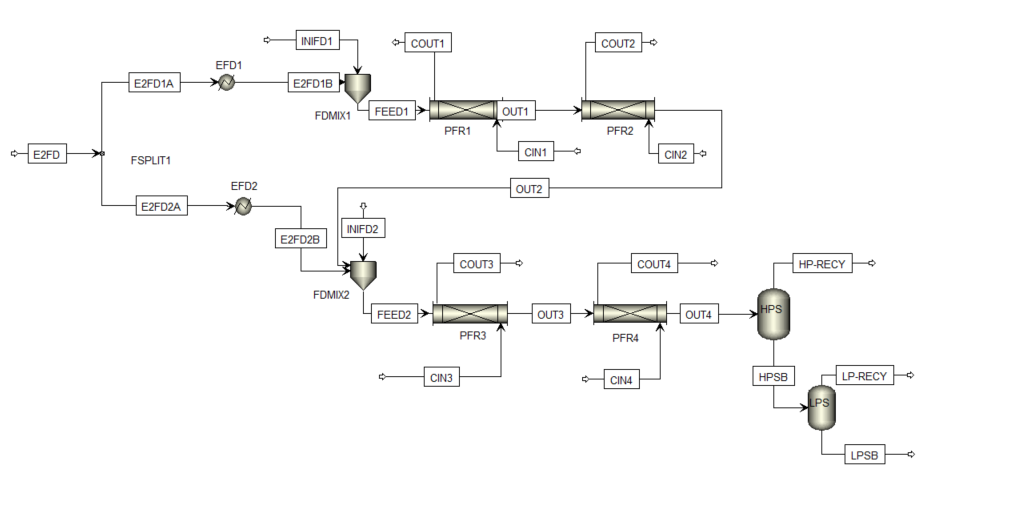 INIFD1
COUT1
COUT2
EFD1
E2FD1A
E2FD1B
FDMIX1
FEED1
OUT1
PFR1
PFR2
CIN1
CIN2
E2FD
FSPLIT1
EFD2
OUT2
E2FD2A
INIFD2
E2FD2B
COUT3
COUT4
HP-RECY
FDMIX2
FEED2
OUT3
OUT4
HPS
PFR3
PFR4
CIN3
CIN4
HPSB
LP-RECY
LPS
LPSB